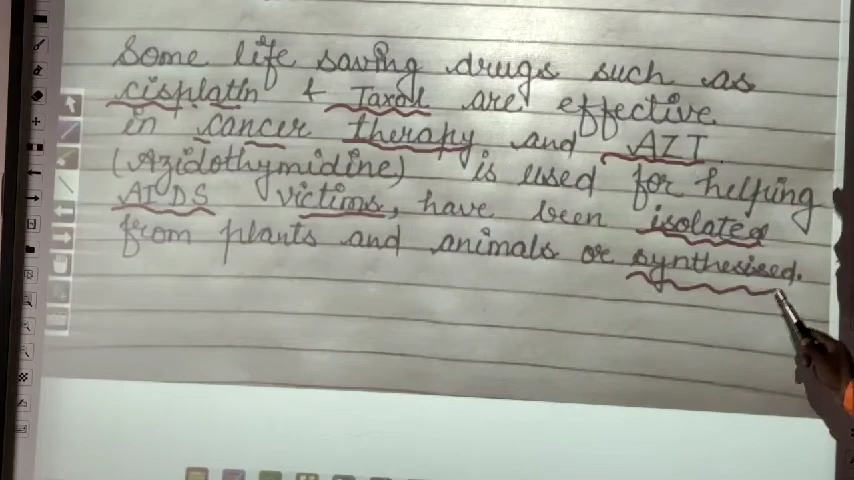 Some life saving drugs such as
cisplatin & Taxol are effective
in cancer therapy and AZT
(Azidothymidine) is used for helping
AIDS victims, have been isolated
from plants and animals or synthesised.